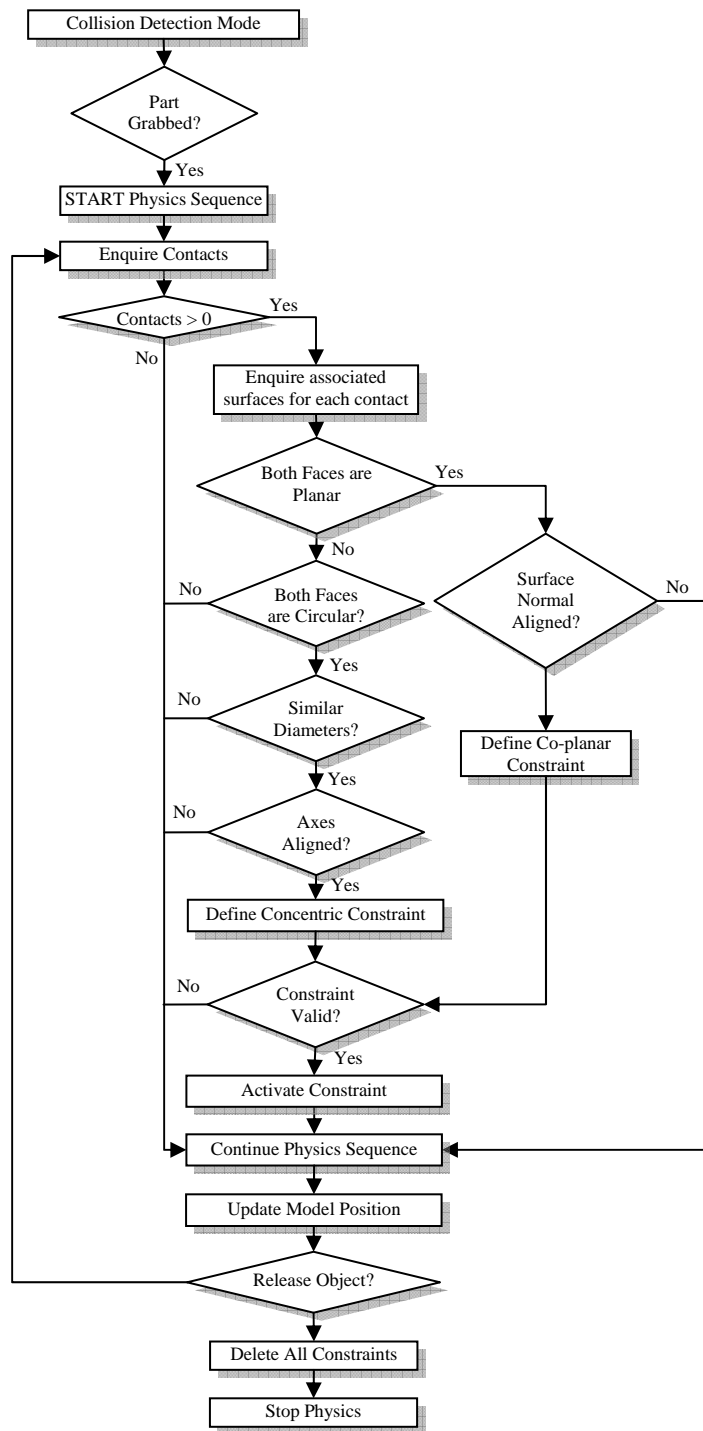 Collision Detection Mode
Part
Grabbed?
Yes
START Physics Sequence
Enquire Contacts
Contacts > 0
Yes
No
Enquire associated
surfaces for each contact
Both Faces are
Planar
Yes
No
Both Faces
are Circular?
No
Surface
Normal
Aligned?
No
Yes
Similar
Diameters?
No
Define Co-planar
Constraint
Yes
Axes
Aligned?
No
Yes
Define Concentric Constraint
Constraint
Valid?
No
Yes
Activate Constraint
Continue Physics Sequence
Update Model Position
Release Object?
Delete All Constraints
Stop Physics